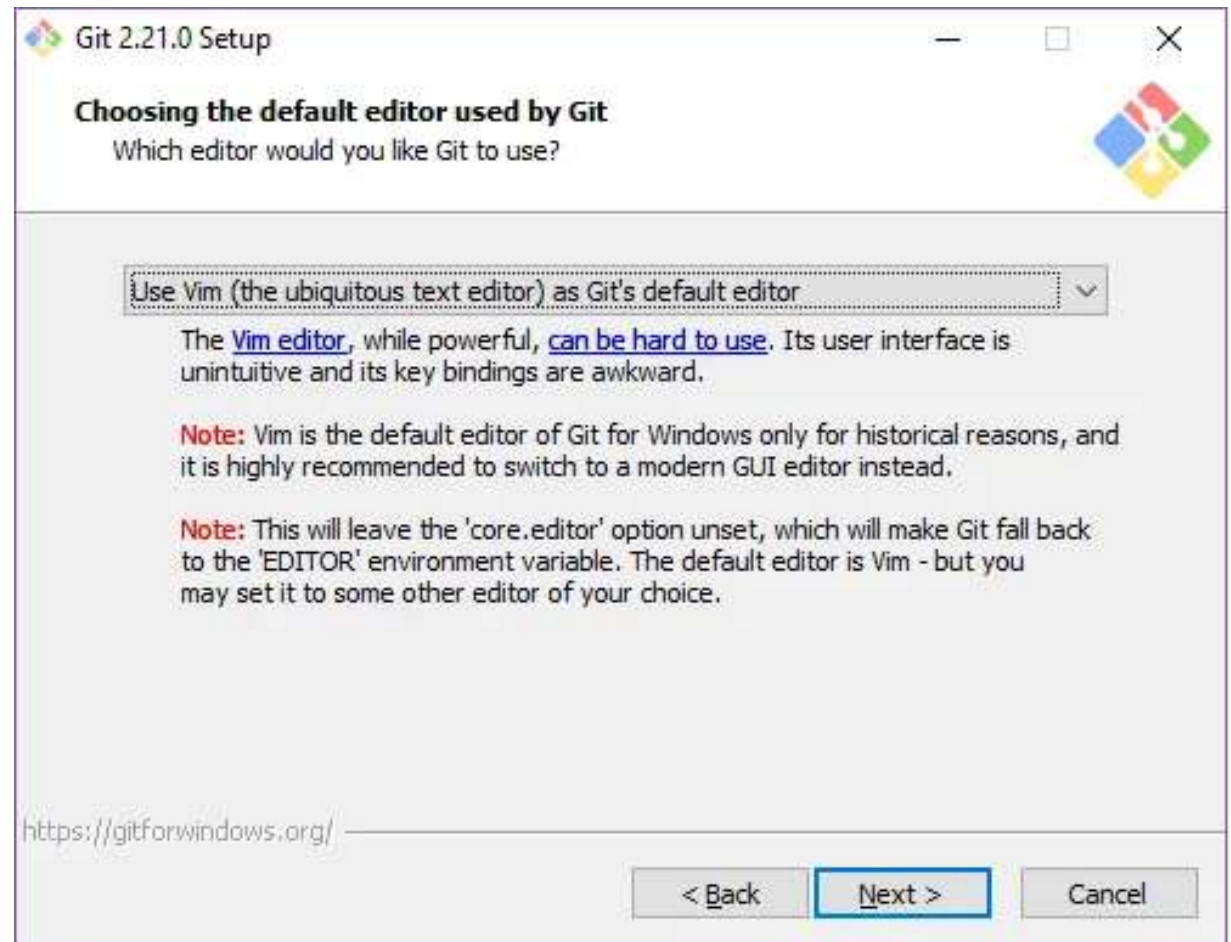 Git 2.21.0 Setup
Choosing the default editor used by Git
Which editor would you like Git to use?
Use Vim (the ubiquitous text editor) as Git's default editor
The Vim editor, while powerful, can be hard to use. Its user interface is
unintuitive and its key bindings are awkward.
Note: Vim is the default editor of Git for Windows only for historical reasons, and
it is highly recommended to switch to a modern GUI editor instead.
Note: This will leave the 'core.editor' option unset, which will make Git fall back
to the 'EDITOR' environment variable. The default editor is Vim - but you
may set it to some other editor of your choice.
https://gitforwindows.org/
< Back Next > Cancel